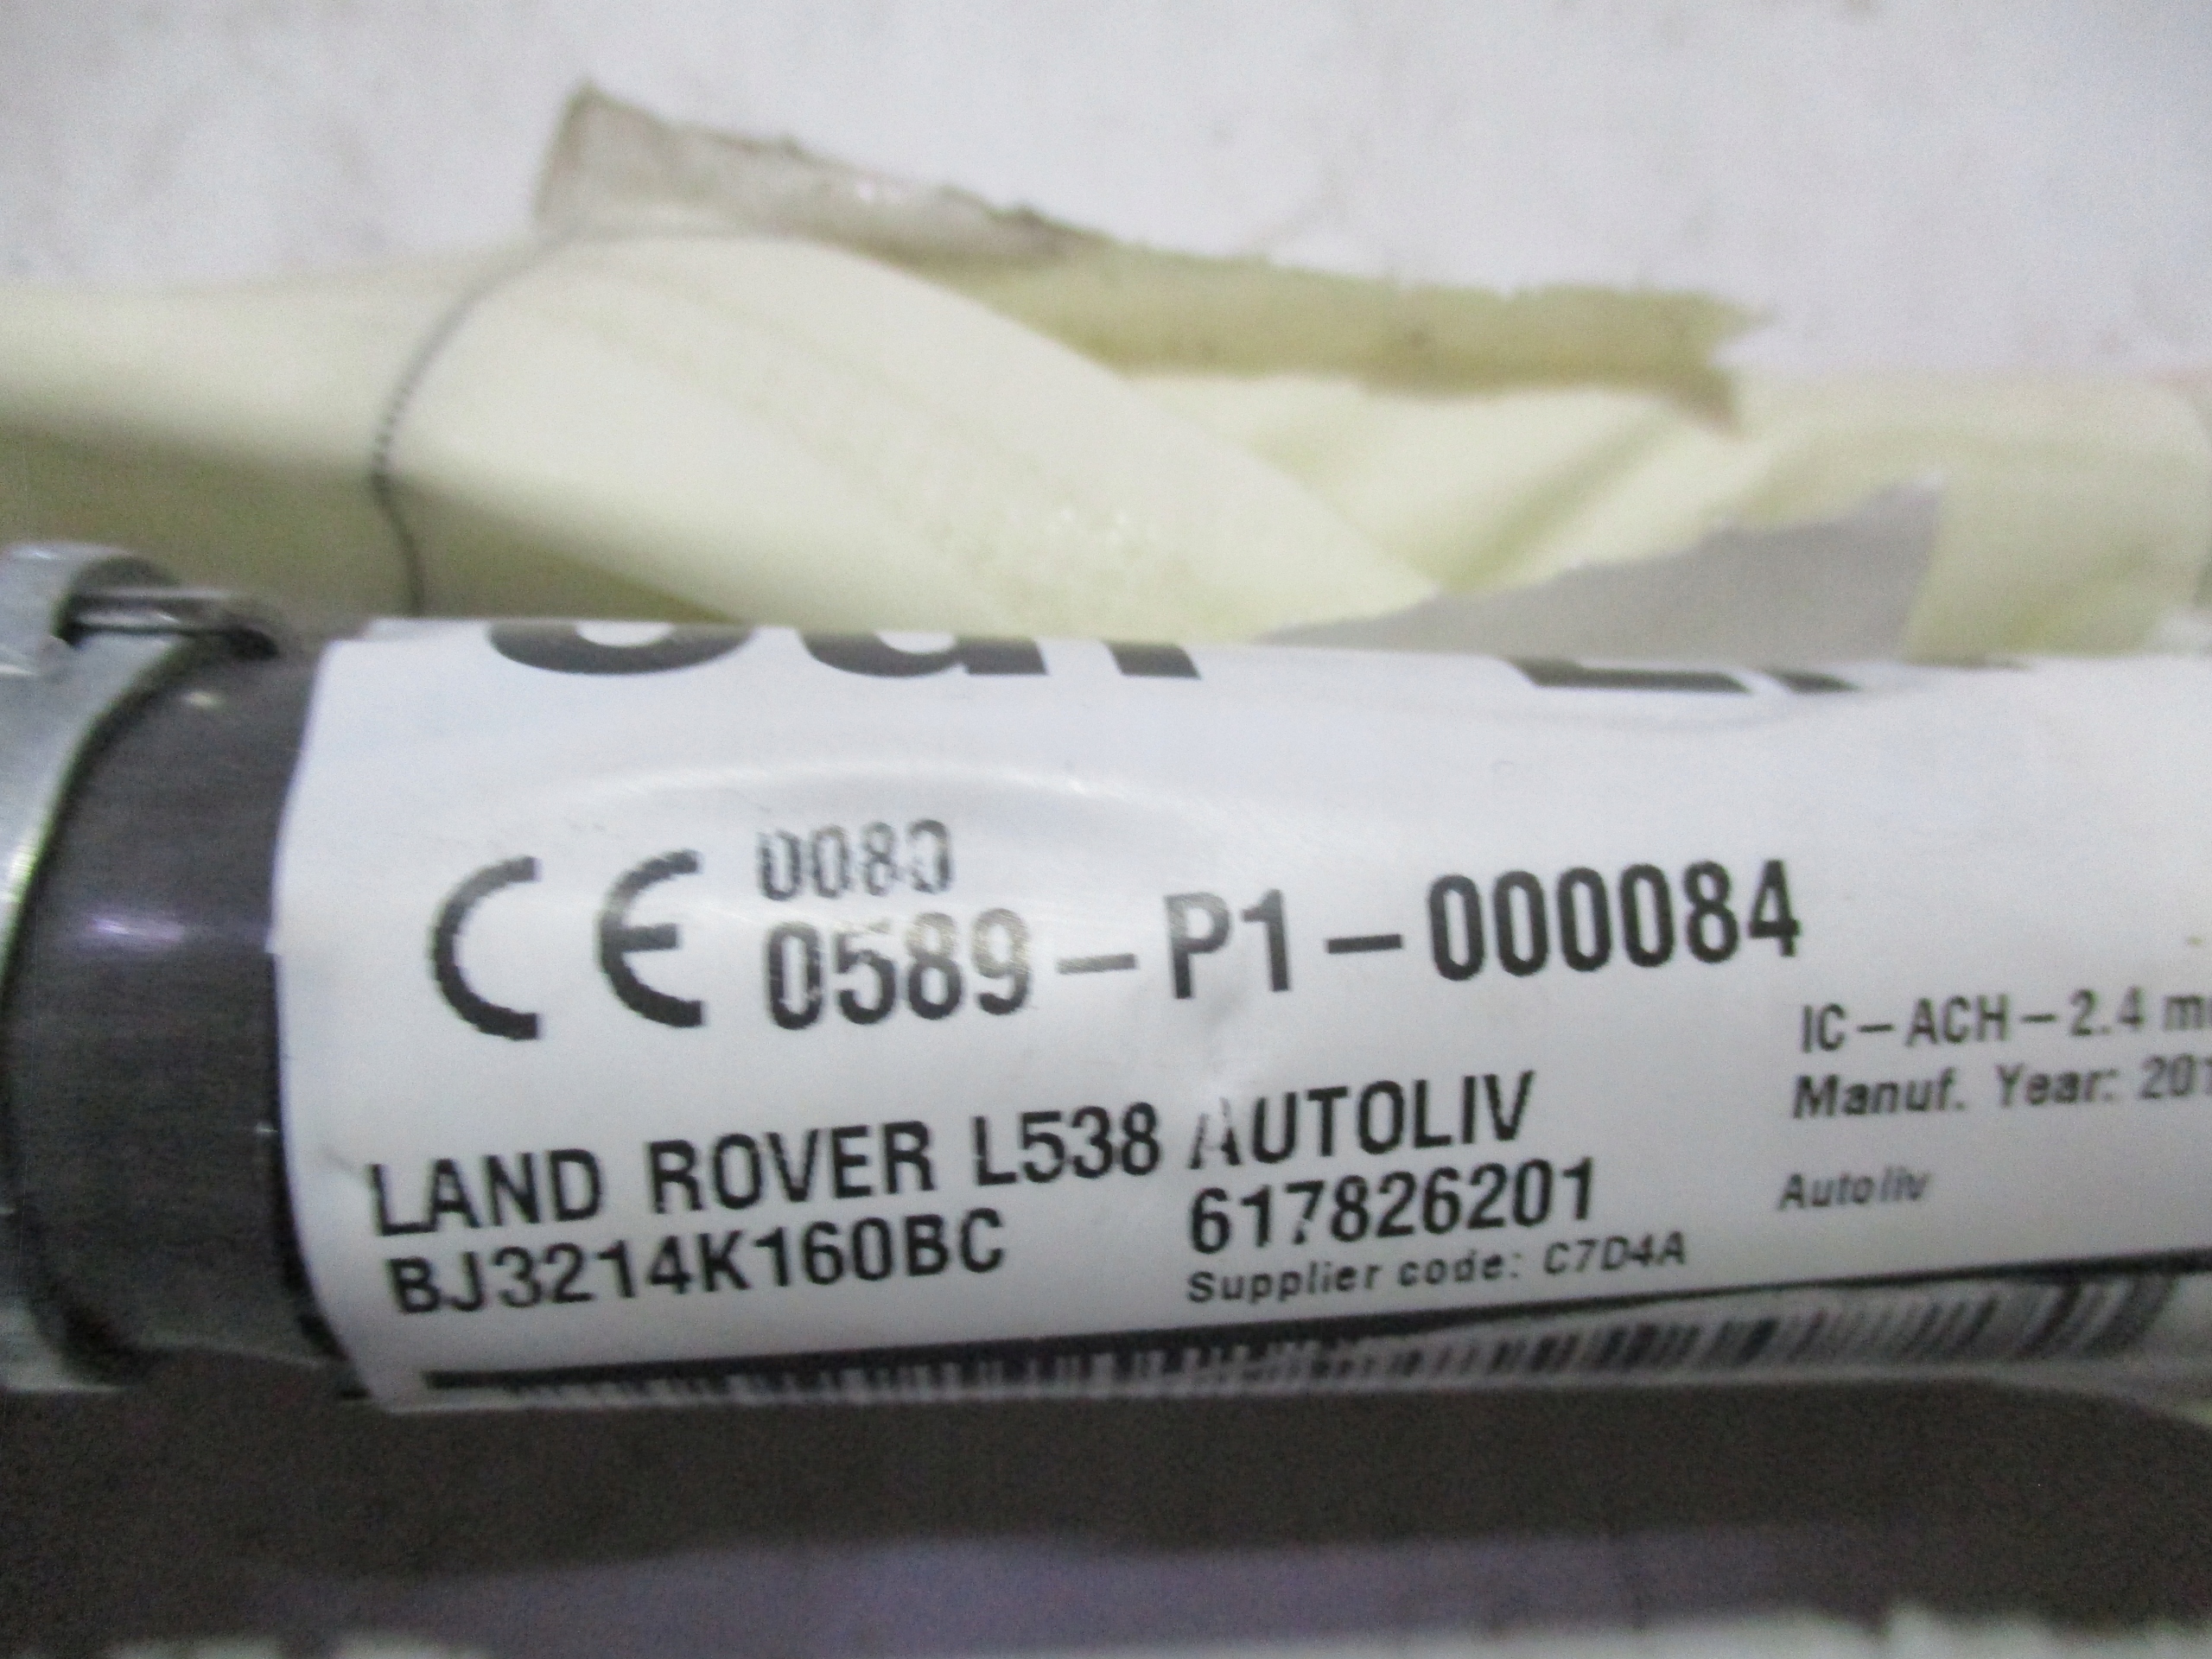 CE 0080
0589-P1-000084
IC-ACH-2.4
Manuf. Year: 201
LAND ROVER L538 AUTOLIV
BJ3214K160BC 617826201
Autoliv
Supplier code: C7D4A